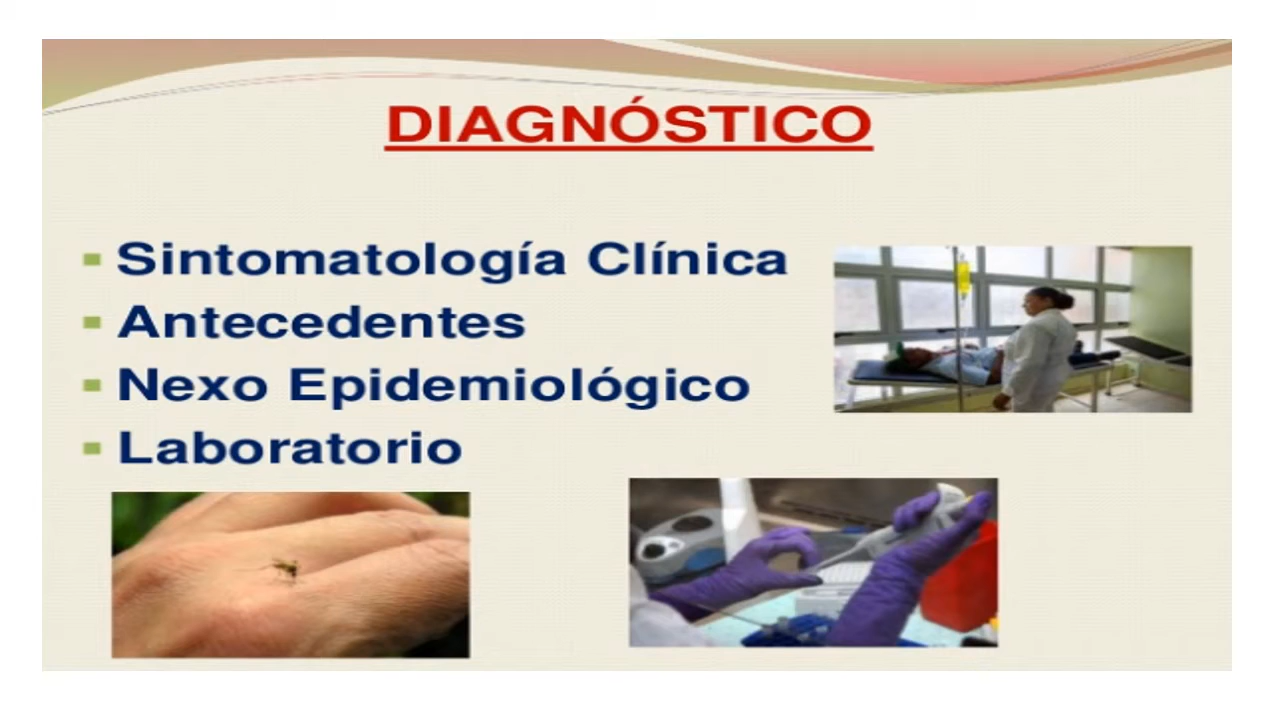 DIAGNÓSTICO
Sintomatología Clínica
Antecedentes
Nexo Epidemiológico
Laboratorio